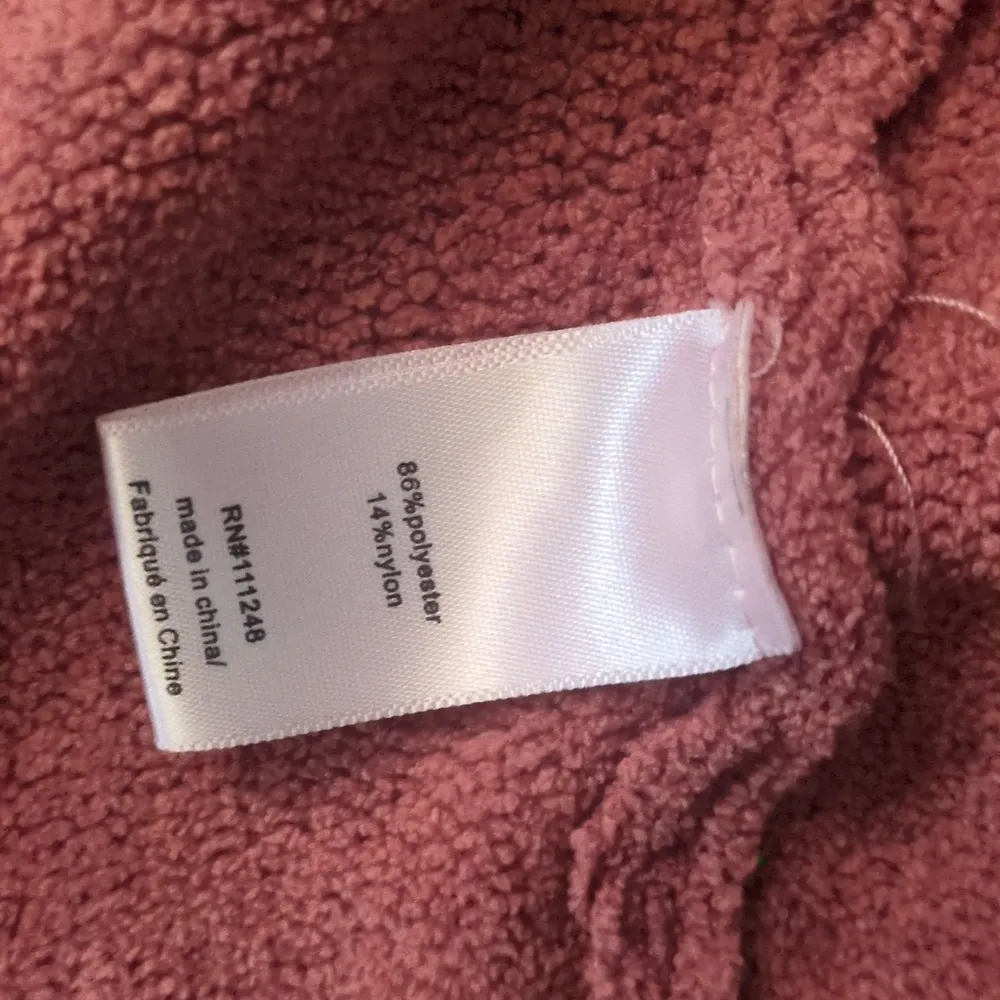 86%polyester
14%nylon
RN#111248
made in china/
Fabriqué en Chine